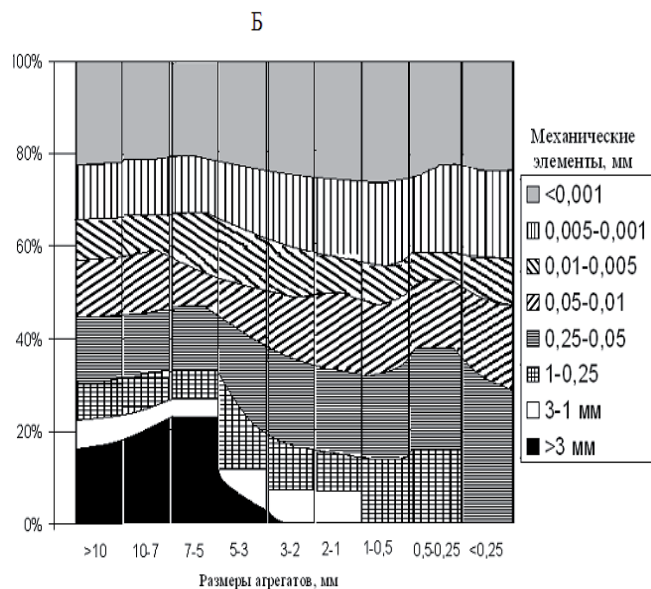 Б
100%
80%
60%
40%
20%
0%
>10 10-7 7-5 5-3 3-2 2-1 1-0,5 0,5-0,25 <0,25
Размеры агрегатов, мм
Механические
элементы, мм
<0,001
0,005-0,001
0,01-0,005
0,05-0,01
0,25-0,05
1-0,25
3-1 мм
>3 мм